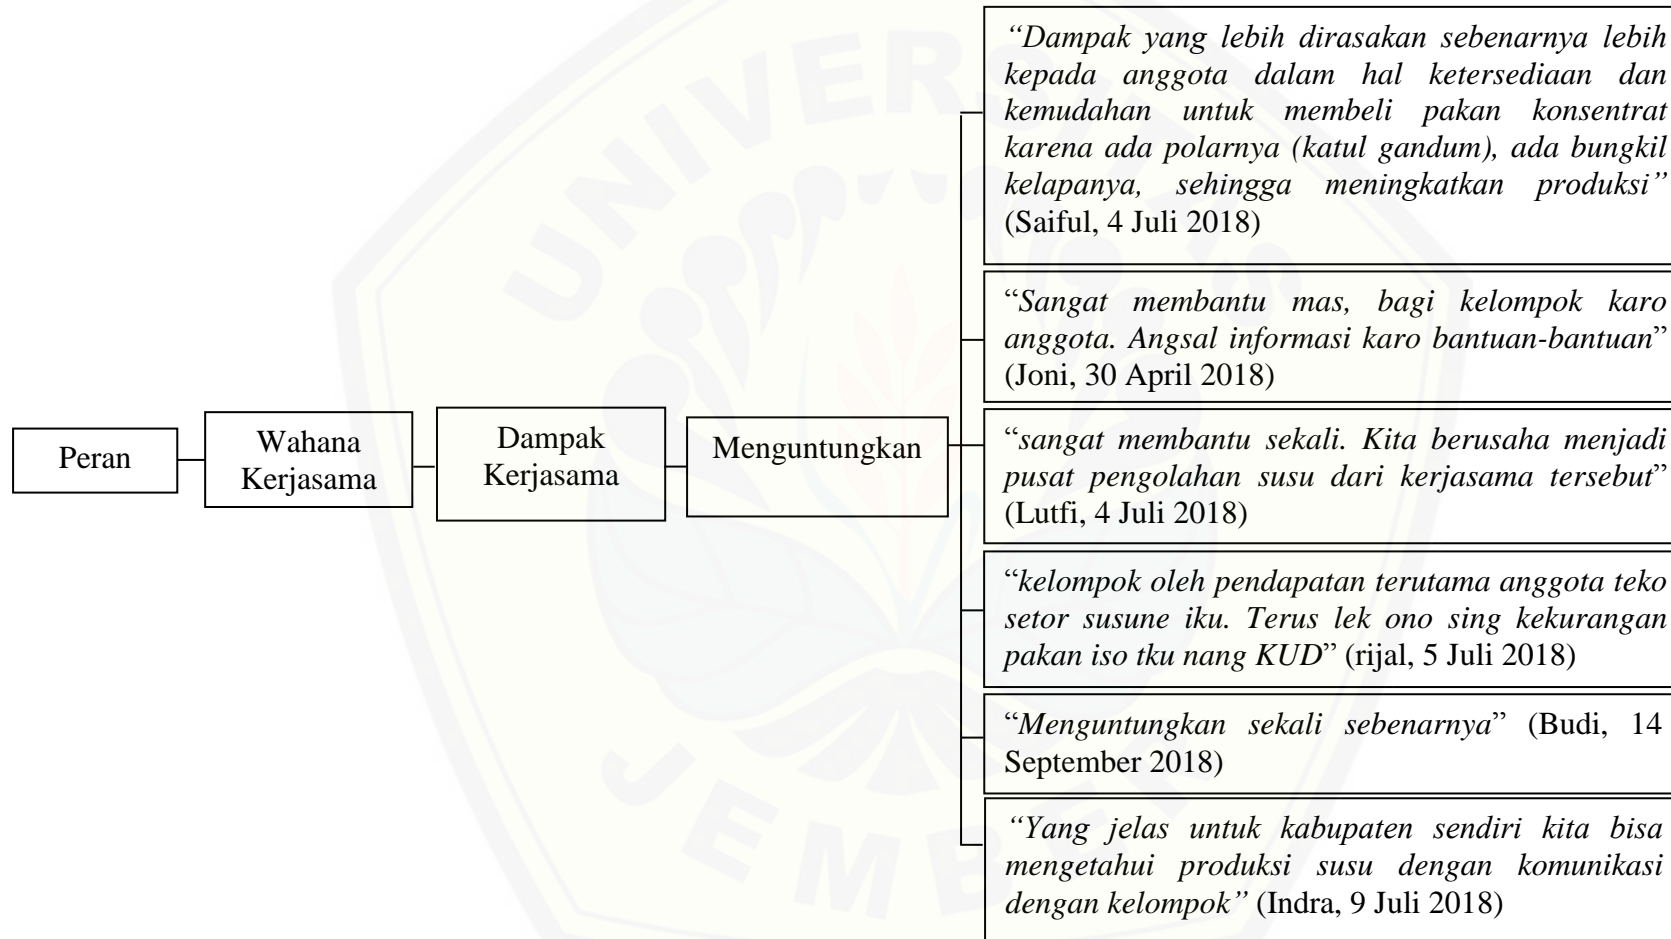 Peran
Wahana
Kerjasama
Dampak
Kerjasama
Menguntungkan
“Dampak yang lebih dirasakan sebenarnya lebih
kepada anggota dalam hal ketersediaan dan
kemudahan untuk membeli pakan konsentrat
karena ada polarnya (katul gandum), ada bungkil
kelapanya, sehingga meningkatkan produksi”
(Saiful, 4 Juli 2018)
“Sangat membantu mas, bagi kelompok karo
anggota. Angsal informasi karo bantuan-bantuan”
(Joni, 30 April 2018)
“sangat membantu sekali. Kita berusaha menjadi
pusat pengolahan susu dari kerjasama tersebut”
(Lutfi, 4 Juli 2018)
“kelompok oleh pendapatan terutama anggota teko
setor susune iku. Terus lek ono sing kekurangan
pakan iso tku nang KUD” (rijal, 5 Juli 2018)
“Menguntungkan sekali sebenarnya” (Budi, 14
September 2018)
“Yang jelas untuk kabupaten sendiri kita bisa
mengetahui produksi susu dengan komunikasi
dengan kelompok” (Indra, 9 Juli 2018)
UNIVERSITAS
JEMBER